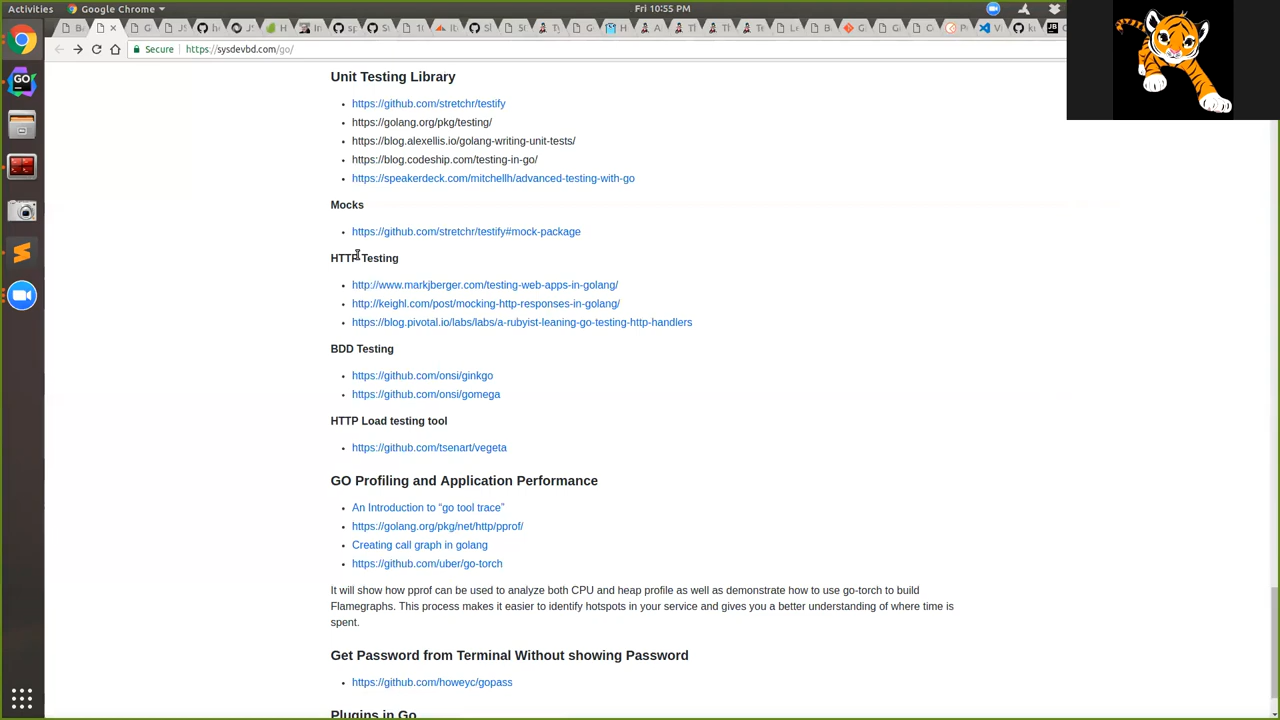 Activities
Google Chrome
Fri 10:55 PM
Secure
https://sysdevbd.com/go/
Unit Testing Library
https://github.com/stretchr/testify
https://golang.org/pkg/testing/
https://blog.alexellis.io/golang-writing-unit-tests/
https://blog.codeship.com/testing-in-go/
https://speakerdeck.com/mitchellh/advanced-testing-with-go
Mocks
https://github.com/stretchr/testify#mock-package
HTTP Testing
http://www.markjberger.com/testing-web-apps-in-golang/
http://keighl.com/post/mocking-http-responses-in-golang/
https://blog.pivotal.io/labs/labs/a-rubyist-leaning-go-testing-http-handlers
BDD Testing
https://github.com/onsi/ginkgo
https://github.com/onsi/gomega
HTTP Load testing tool
https://github.com/tsenart/vegeta
GO Profiling and Application Performance
An Introduction to “go tool trace”
https://golang.org/pkg/net/http/pprof/
Creating call graph in golang
https://github.com/uber/go-torch
It will show how pprof can be used to analyze both CPU and heap profile as well as demonstrate how to use go-torch to build
Flamegraphs. This process makes it easier to identify hotspots in your service and gives you a better understanding of where time is
spent.
Get Password from Terminal Without showing Password
https://github.com/howeyc/gopass
Plugins in Go